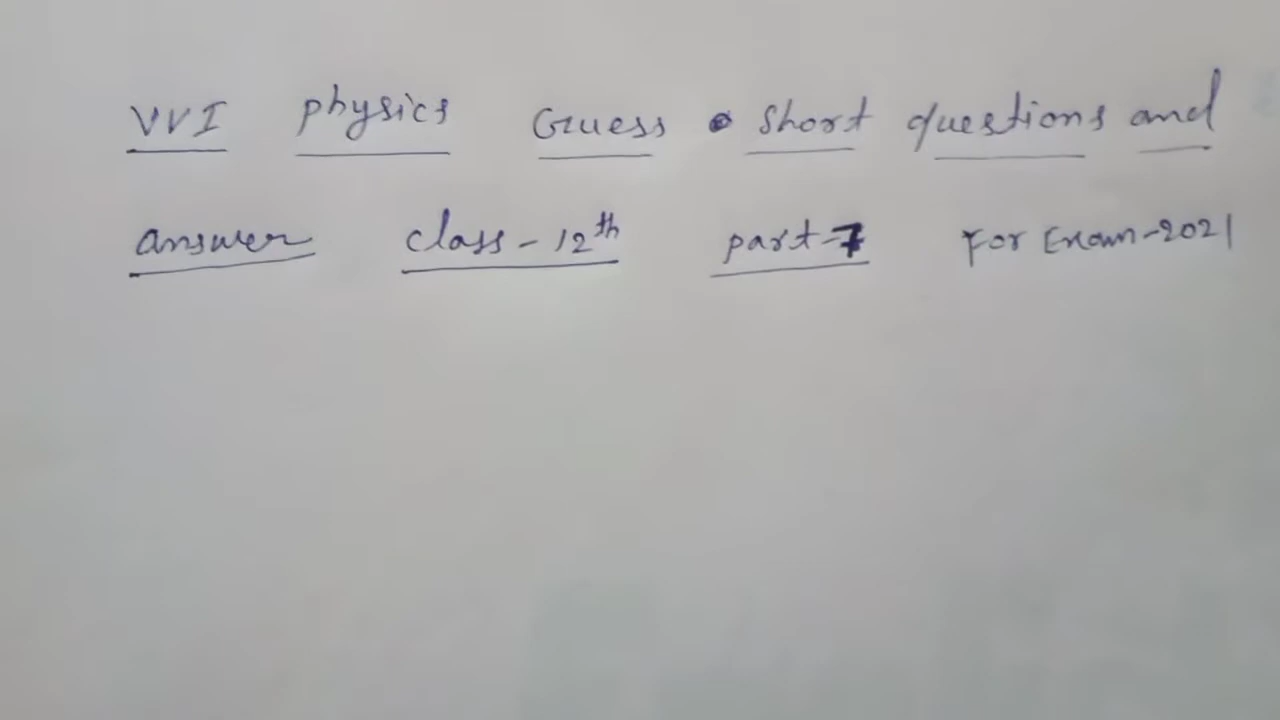 VVI physics Guess short questions and
answer class-12th part-7 For Exam-2021